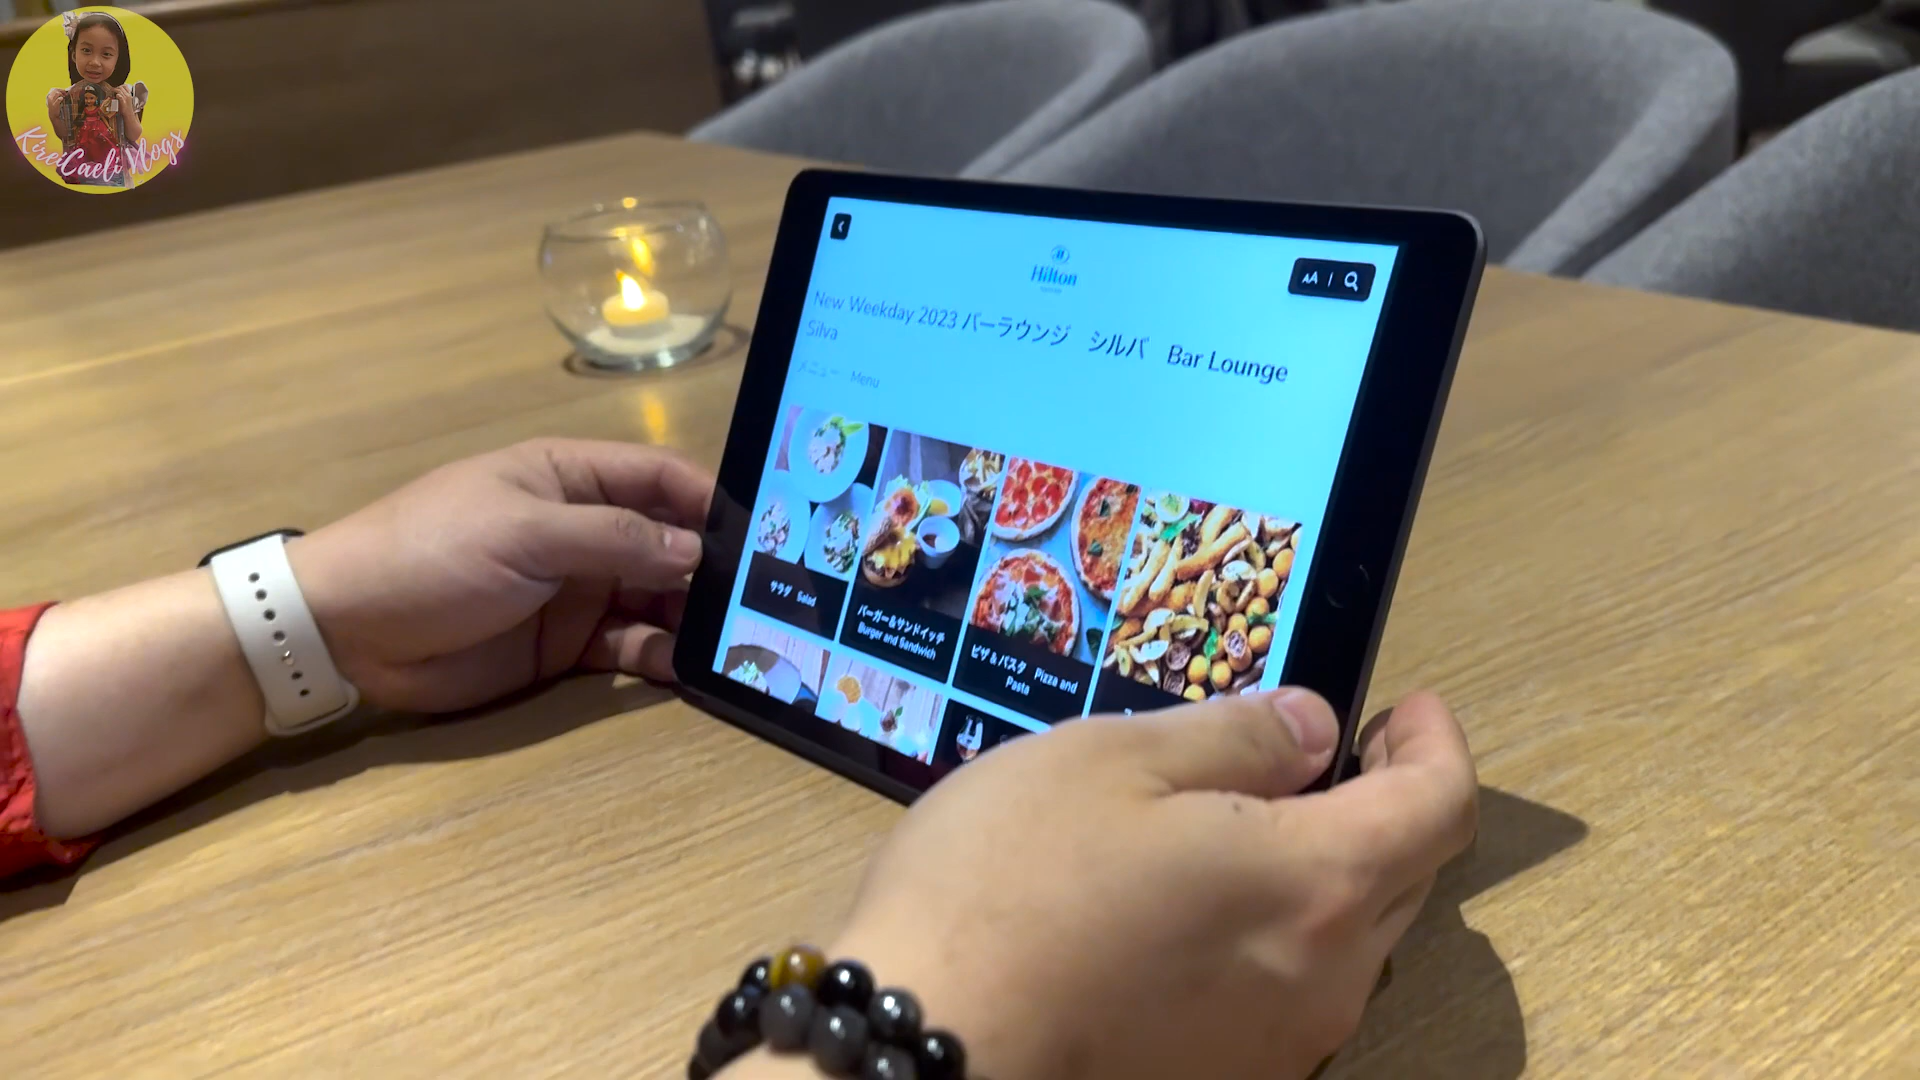 KireiCaeli Vlogs
Hilton
AA
New Weekday 2023 バーラウンジ　シルバ　Bar Lounge
Silva
メニュー Menu
サラダ Salad
バーガー&サンドイッチ
Burger and Sandwich
ピザ & パスタ Pizza and
Pasta